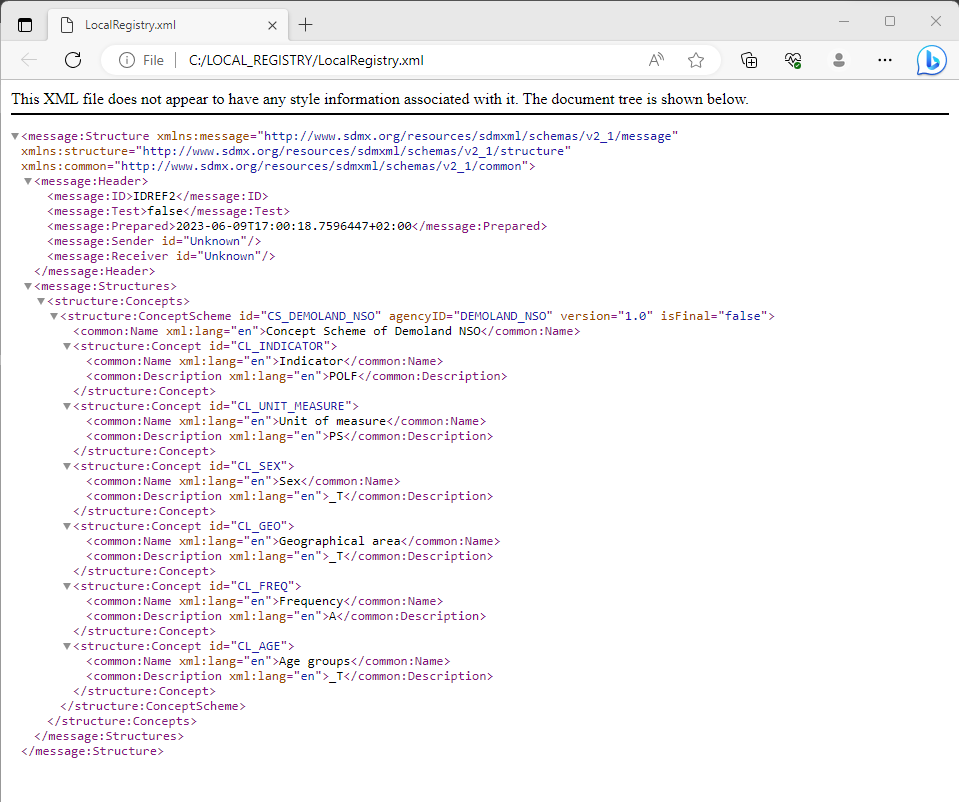 LocalRegistry.xml
File C:/LOCAL_REGISTRY/LocalRegistry.xml
This XML file does not appear to have any style information associated with it. The document tree is shown below.
<message:Structure xmlns:message="http://www.sdmx.org/resources/sdmxml/schemas/v2_1/message"
xmlns:structure="http://www.sdmx.org/resources/sdmxml/schemas/v2_1/structure"
xmlns:common="http://www.sdmx.org/resources/sdmxml/schemas/v2_1/common">
<message:Header>
<message:ID>IDREF2</message:ID>
<message:Test>false</message:Test>
<message:Prepared>2023-06-09T17:00:18.7596447+02:00</message:Prepared>
<message:Sender id="Unknown"/>
<message:Receiver id="Unknown"/>
</message:Header>
<message:Structures>
<structure:Concepts>
<structure:ConceptScheme id="CS_DEMOLAND_NSO" agencyID="DEMOLAND_NSO" version="1.0" isFinal="false">
<common:Name xml:lang="en">Concept Scheme of Demoland NSO</common:Name>
<structure:Concept id="CL_INDICATOR">
<common:Name xml:lang="en">Indicator</common:Name>
<common:Description xml:lang="en">POLF</common:Description>
</structure:Concept>
<structure:Concept id="CL_UNIT_MEASURE">
<common:Name xml:lang="en">Unit of measure</common:Name>
<common:Description xml:lang="en">PS</common:Description>
</structure:Concept>
<structure:Concept id="CL_SEX">
<common:Name xml:lang="en">Sex</common:Name>
<common:Description xml:lang="en">_T</common:Description>
</structure:Concept>
<structure:Concept id="CL_GEO">
<common:Name xml:lang="en">Geographical area</common:Name>
<common:Description xml:lang="en">_T</common:Description>
</structure:Concept>
<structure:Concept id="CL_FREQ">
<common:Name xml:lang="en">Frequency</common:Name>
<common:Description xml:lang="en">A</common:Description>
</structure:Concept>
<structure:Concept id="CL_AGE">
<common:Name xml:lang="en">Age groups</common:Name>
<common:Description xml:lang="en">_T</common:Description>
</structure:Concept>
</structure:ConceptScheme>
</structure:Concepts>
</message:Structures>
</message:Structure>